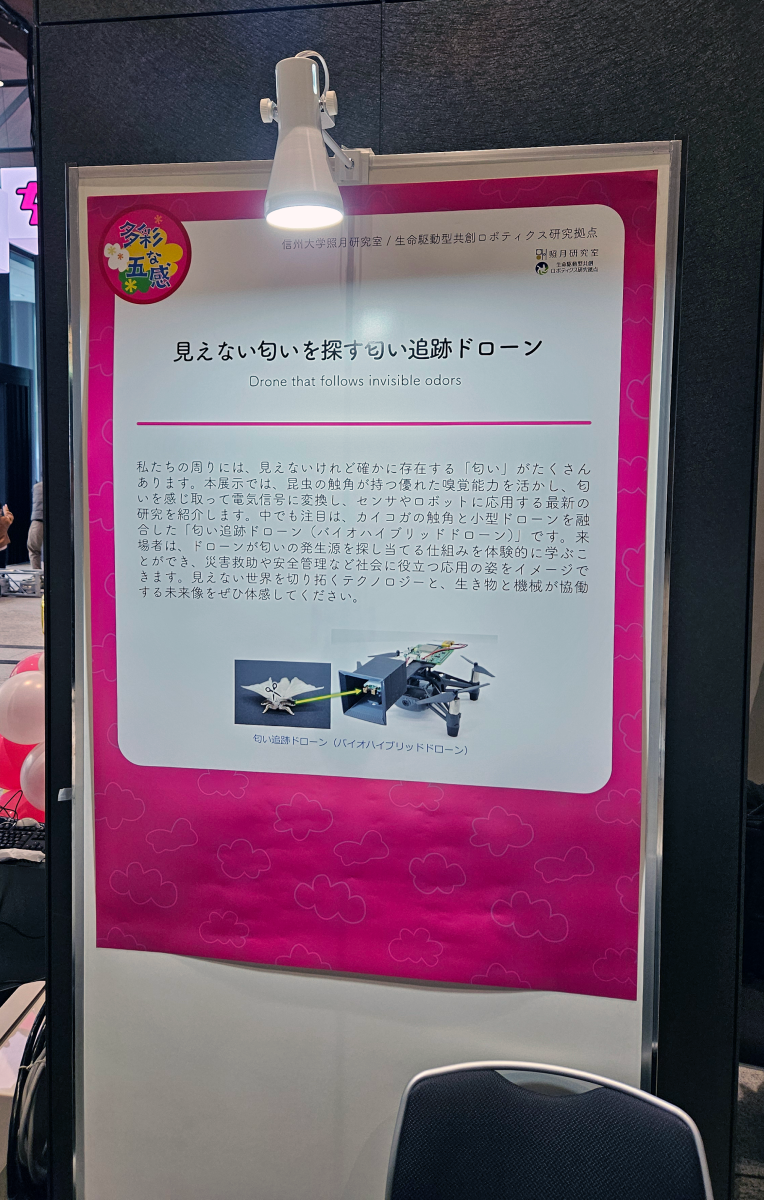 多彩
な
五感
信州大学照月研究室 / 生命駆動型共創ロボティクス研究拠点
照月研究室
生命駆動型共創
ロボティクス研究拠点
見えない匂いを探す匂い追跡ドローン
Drone that follows invisible odors
私たちの周りには、見えないけれど確かに存在する「匂い」がたくさん
あります。本展示では、昆虫の触角が持つ優れた嗅覚能力を活かし、匂
いを感じ取って電気信号に変換し、センサやロボットに応用する最新の
研究を紹介します。中でも注目は、カイコガの触角と小型ドローンを融
合した「匂い追跡ドローン（バイオハイブリッドドローン）」です。来
場者は、ドローンが匂いの発生源を探し当てる仕組みを体験的に学ぶこ
とができ、災害救助や安全管理など社会に役立つ応用の姿をイメージで
きます。見えない世界を切り拓くテクノロジーと、生き物と機械が協働
する未来像をぜひ体感してください。
匂い追跡ドローン（バイオハイブリッドドローン）